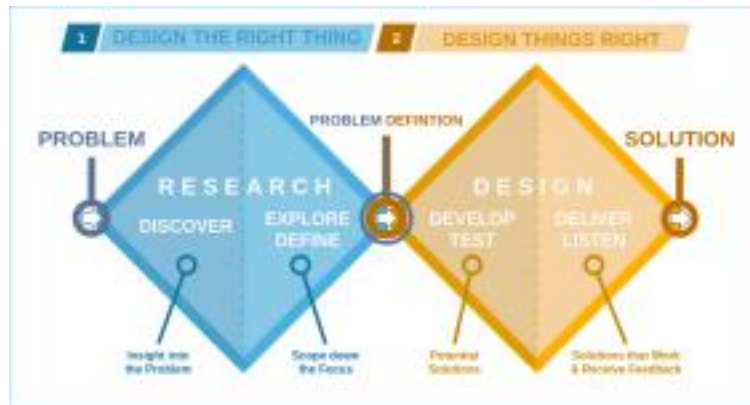 1 DESIGN THE RIGHT THING
2 DESIGN THINGS RIGHT
PROBLEM
PROBLEM DEFINTION
SOLUTION
RESEARCH
DESIGN
DISCOVER
EXPLORE
DEFINE
DEVELOP
TEST
DELIVER
LISTEN
Insight into
the Problem
Scope down
the Focus
Potential
Solutions
Solutions that Work
& Receive Feedback